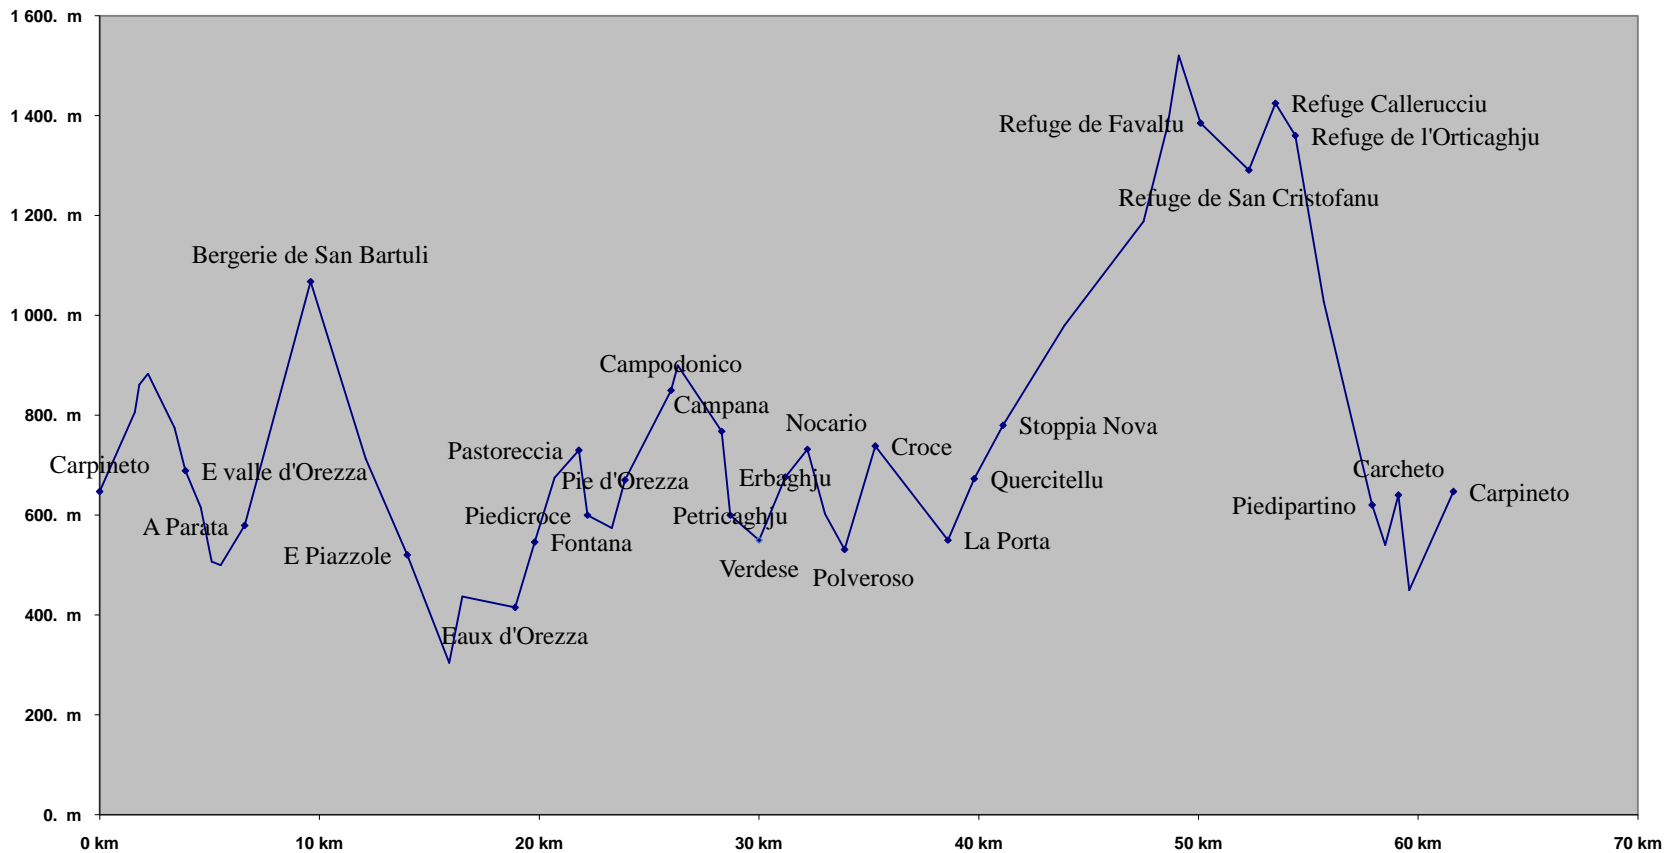 1 600. m
1 400. m
1 200. m
1 000. m
800. m
600. m
400. m
200. m
0. m
Carpineto
E valle d'Orezza
A Parata
Bergerie de San Bartuli
E Piazzole
Eaux d'Orezza
Fontana
Pastoreccia
Piedicroce
Pie d'Orezza
Campodonico
Campana
Petricaghju
Verdese
Erbaghju
Nocario
Polveroso
Croce
La Porta
Quercitellu
Stoppia Nova
Refuge de Favaltu
Refuge de San Cristofanu
Refuge Callerucciu
Refuge de l'Orticaghju
Piedipartino
Carcheto
Carpineto
0 km
10 km
20 km
30 km
40 km
50 km
60 km
70 km